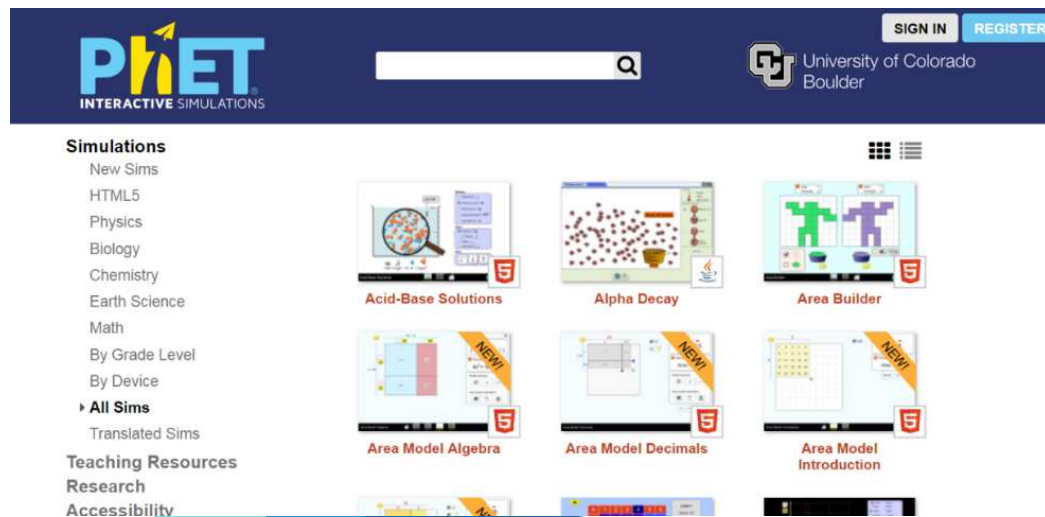 SIGN IN
REGISTER
PhET
INTERACTIVE SIMULATIONS
CU
University of Colorado
Boulder
Simulations
New Sims
HTML5
Physics
Biology
Chemistry
Earth Science
Math
By Grade Level
By Device
All Sims
Translated Sims
Teaching Resources
Research
Accessibility
Acid-Base Solutions
Alpha Decay
Area Builder
NEW!
NEW!
NEW!
Area Model Algebra
Area Model Decimals
Area Model
Introduction